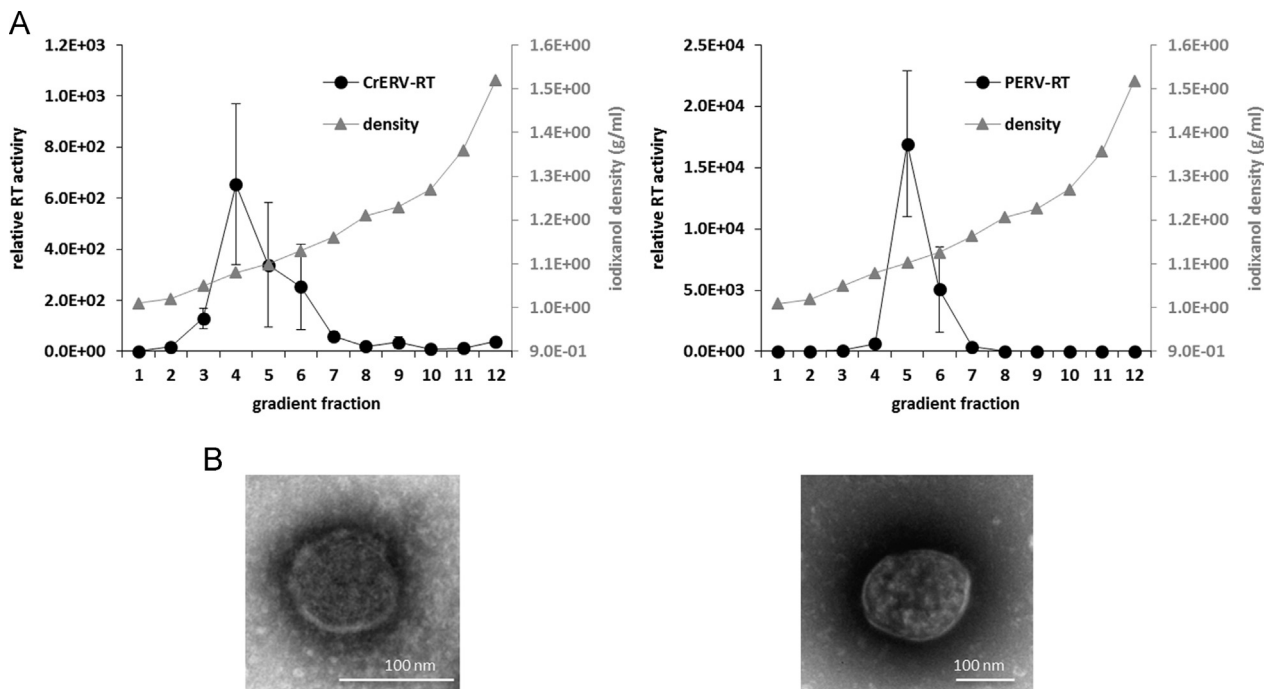 A
relative RT activiry
1.2E+03
1.0E+03
8.0E+02
6.0E+02
4.0E+02
2.0E+02
0.0E+00
CrERV-RT
density
1.6E+00
1.5E+00
1.4E+00
1.3E+00
1.2E+00
1.1E+00
1.0E+00
9.0E-01
iodixanol density (g/ml)
1 2 3 4 5 6 7 8 9 10 11 12
gradient fraction
relative RT activiry
2.5E+04
2.0E+04
1.5E+04
1.0E+04
5.0E+03
0.0E+00
PERV-RT
density
1.6E+00
1.5E+00
1.4E+00
1.3E+00
1.2E+00
1.1E+00
1.0E+00
9.0E-01
iodixanol density (g/ml)
1 2 3 4 5 6 7 8 9 10 11 12
gradient fraction
B
100 nm
100 nm